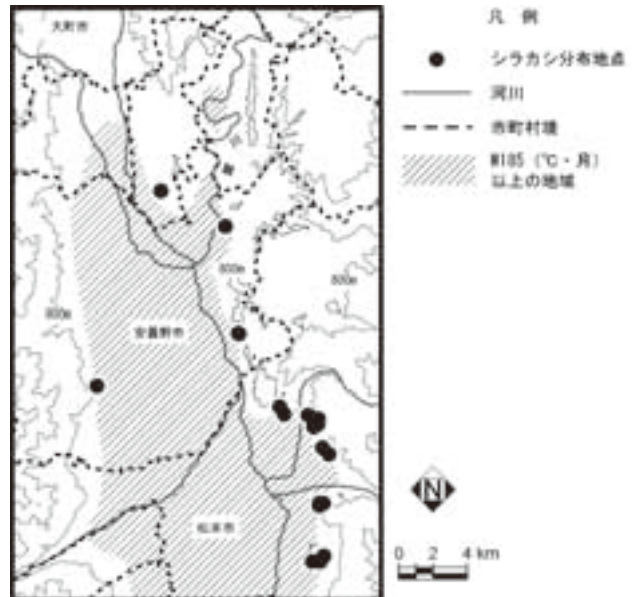 凡 例
シラカシ分布地点
河川
市町村境
WI85 (℃・月)
以上の地域
大町市
800m
800m
800m
安曇野市
松本市
N
0 2 4 km